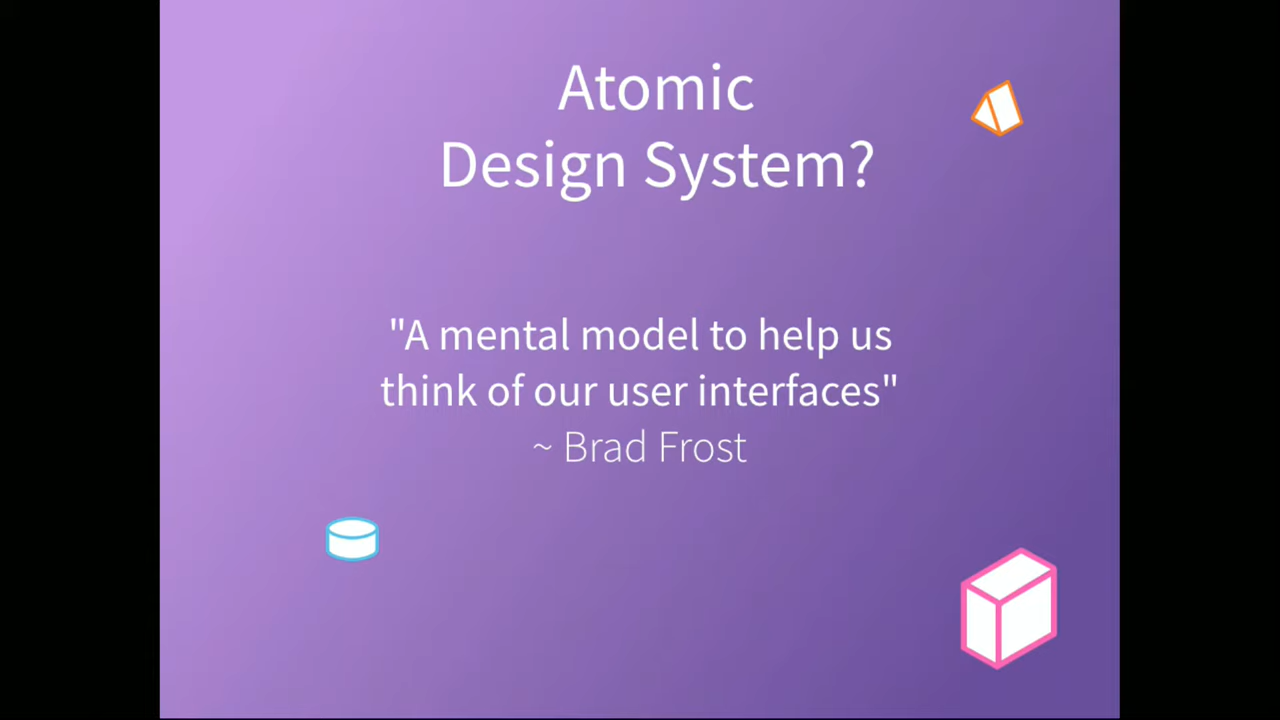 Atomic
Design System?
"A mental model to help us
think of our user interfaces"
~ Brad Frost